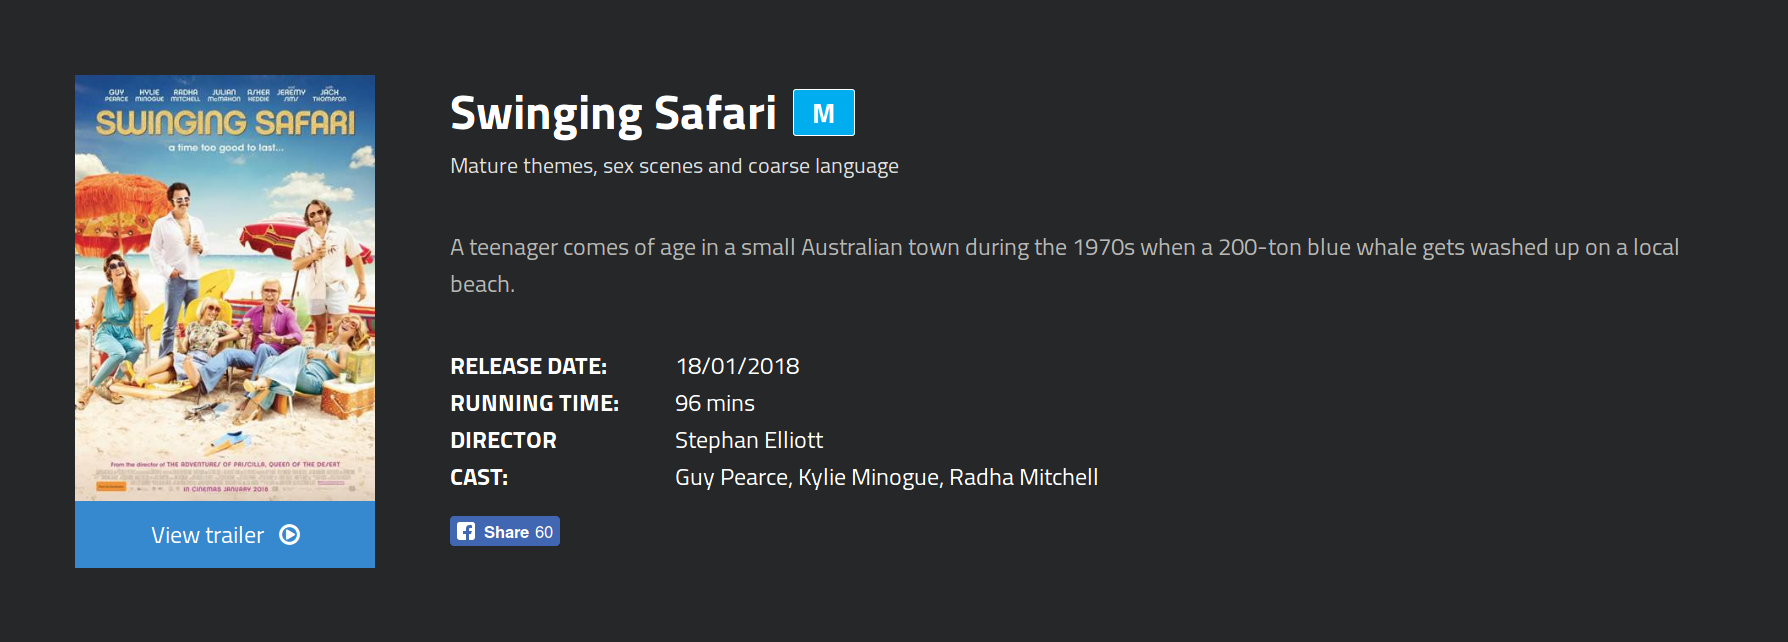 GUY PEARCE KYLIE MINOGUE RADHA MITCHELL JULIAN McMAHON ASHER KEDDIE JEREMY SIMS JACK THOMPSON
SWINGING SAFARI
a time too good to last...
From the director of THE ADVENTURES OF PRISCILLA, QUEEN OF THE DESERT
IN CINEMAS JANUARY 2018
View trailer
Swinging Safari M
Mature themes, sex scenes and coarse language
A teenager comes of age in a small Australian town during the 1970s when a 200-ton blue whale gets washed up on a local
beach.
RELEASE DATE: 18/01/2018
RUNNING TIME: 96 mins
DIRECTOR Stephan Elliott
CAST: Guy Pearce, Kylie Minogue, Radha Mitchell
Share 60